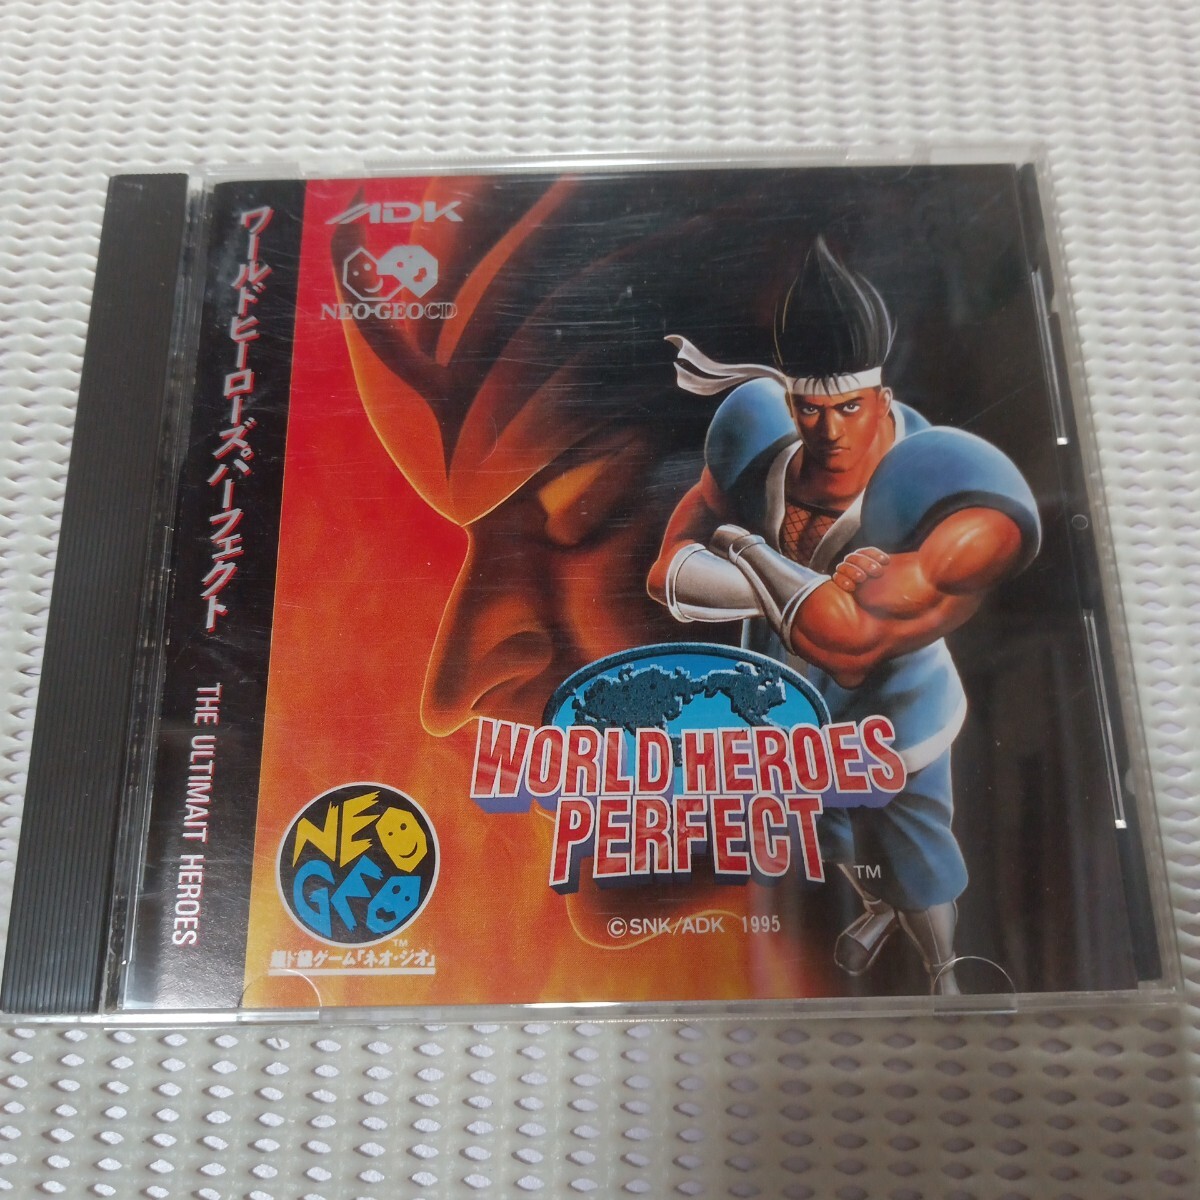 ワールドヒーローズパーフェクト
THE ULTIMAIT HEROES
ADK
NEO·GEO CD
WORLD HEROES
PERFECT
TM
©SNK/ADK 1995
NEO
GEO
TM
超ド級ゲーム「ネオ・ジオ」